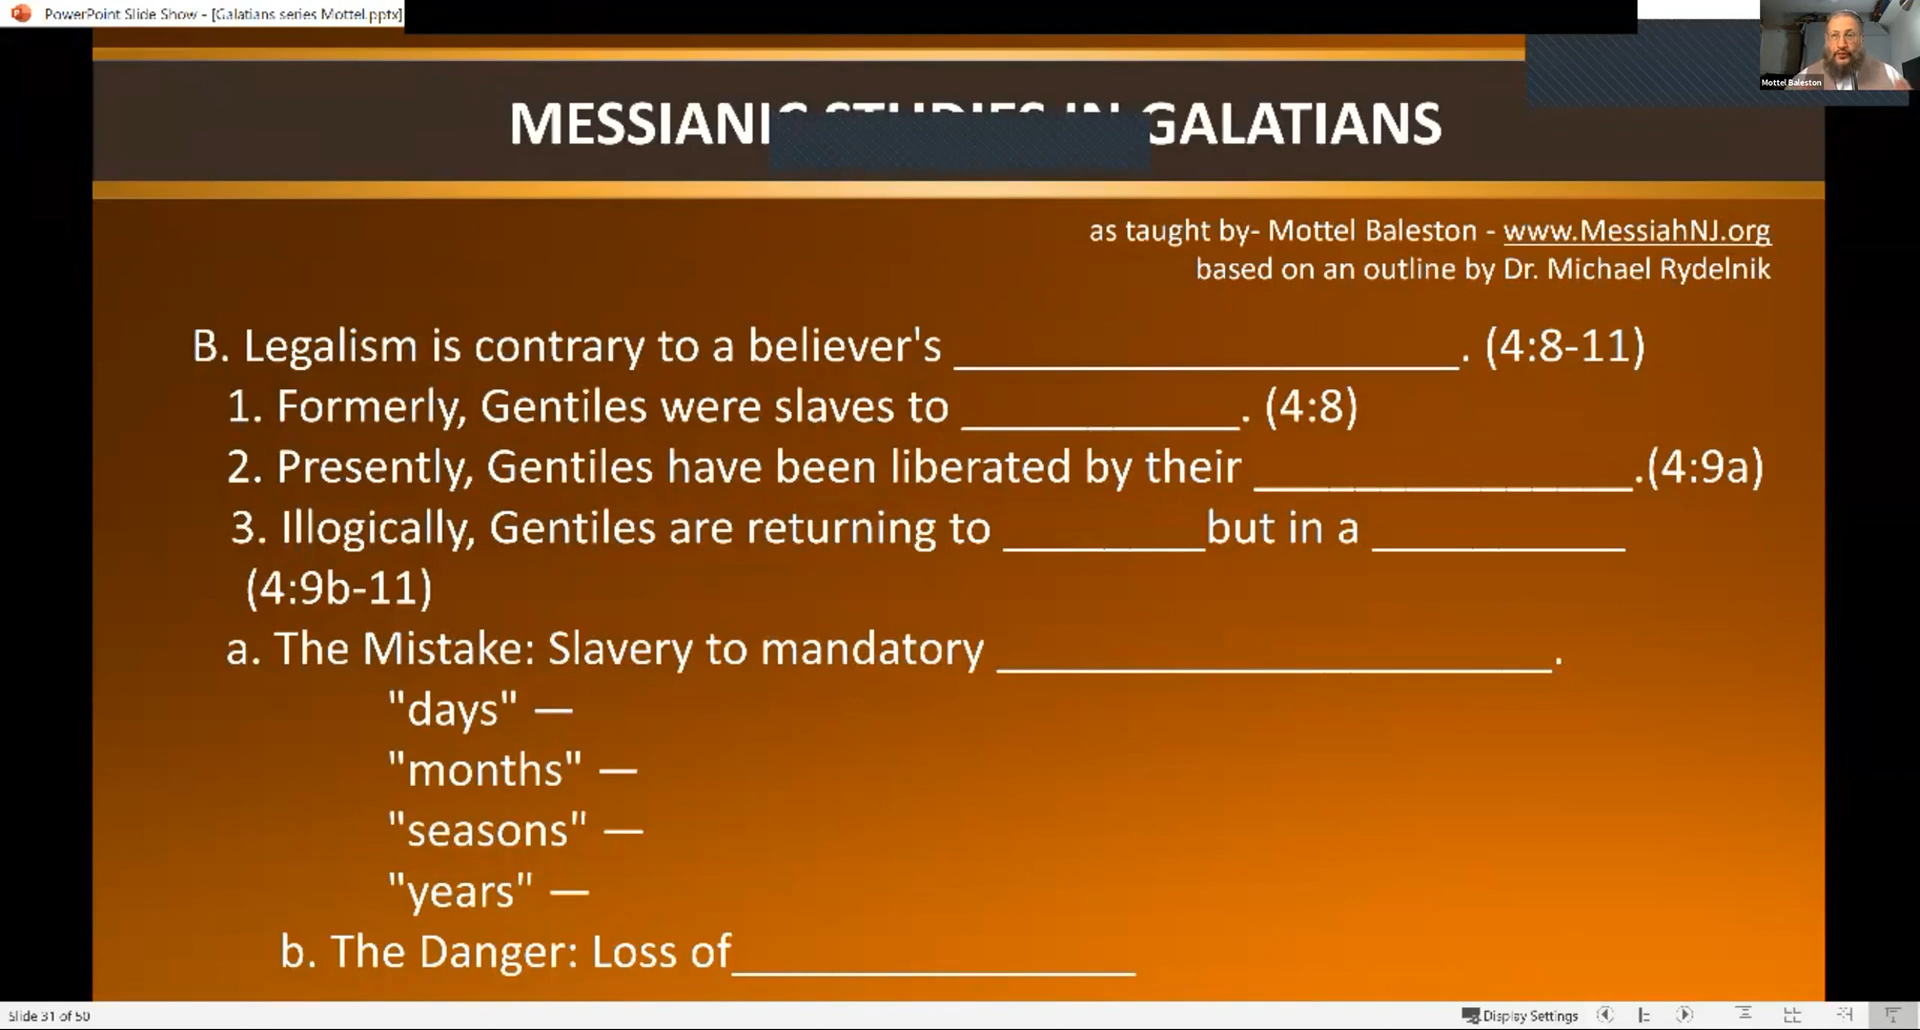 PowerPoint Slide Show - [Galatians series Mottel.pptx]
Mottel Baleston
MESSIANIC STUDIES IN GALATIANS
as taught by- Mottel Baleston - www.MessiahNJ.org
based on an outline by Dr. Michael Rydelnik
B. Legalism is contrary to a believer's ____________________. (4:8-11)
1. Formerly, Gentiles were slaves to ___________. (4:8)
2. Presently, Gentiles have been liberated by their _______________.(4:9a)
3. Illogically, Gentiles are returning to ________but in a __________
(4:9b-11)
a. The Mistake: Slavery to mandatory ______________________.
"days" —
"months" —
"seasons" —
"years" —
b. The Danger: Loss of________________
Slide 31 of 50
Display Settings